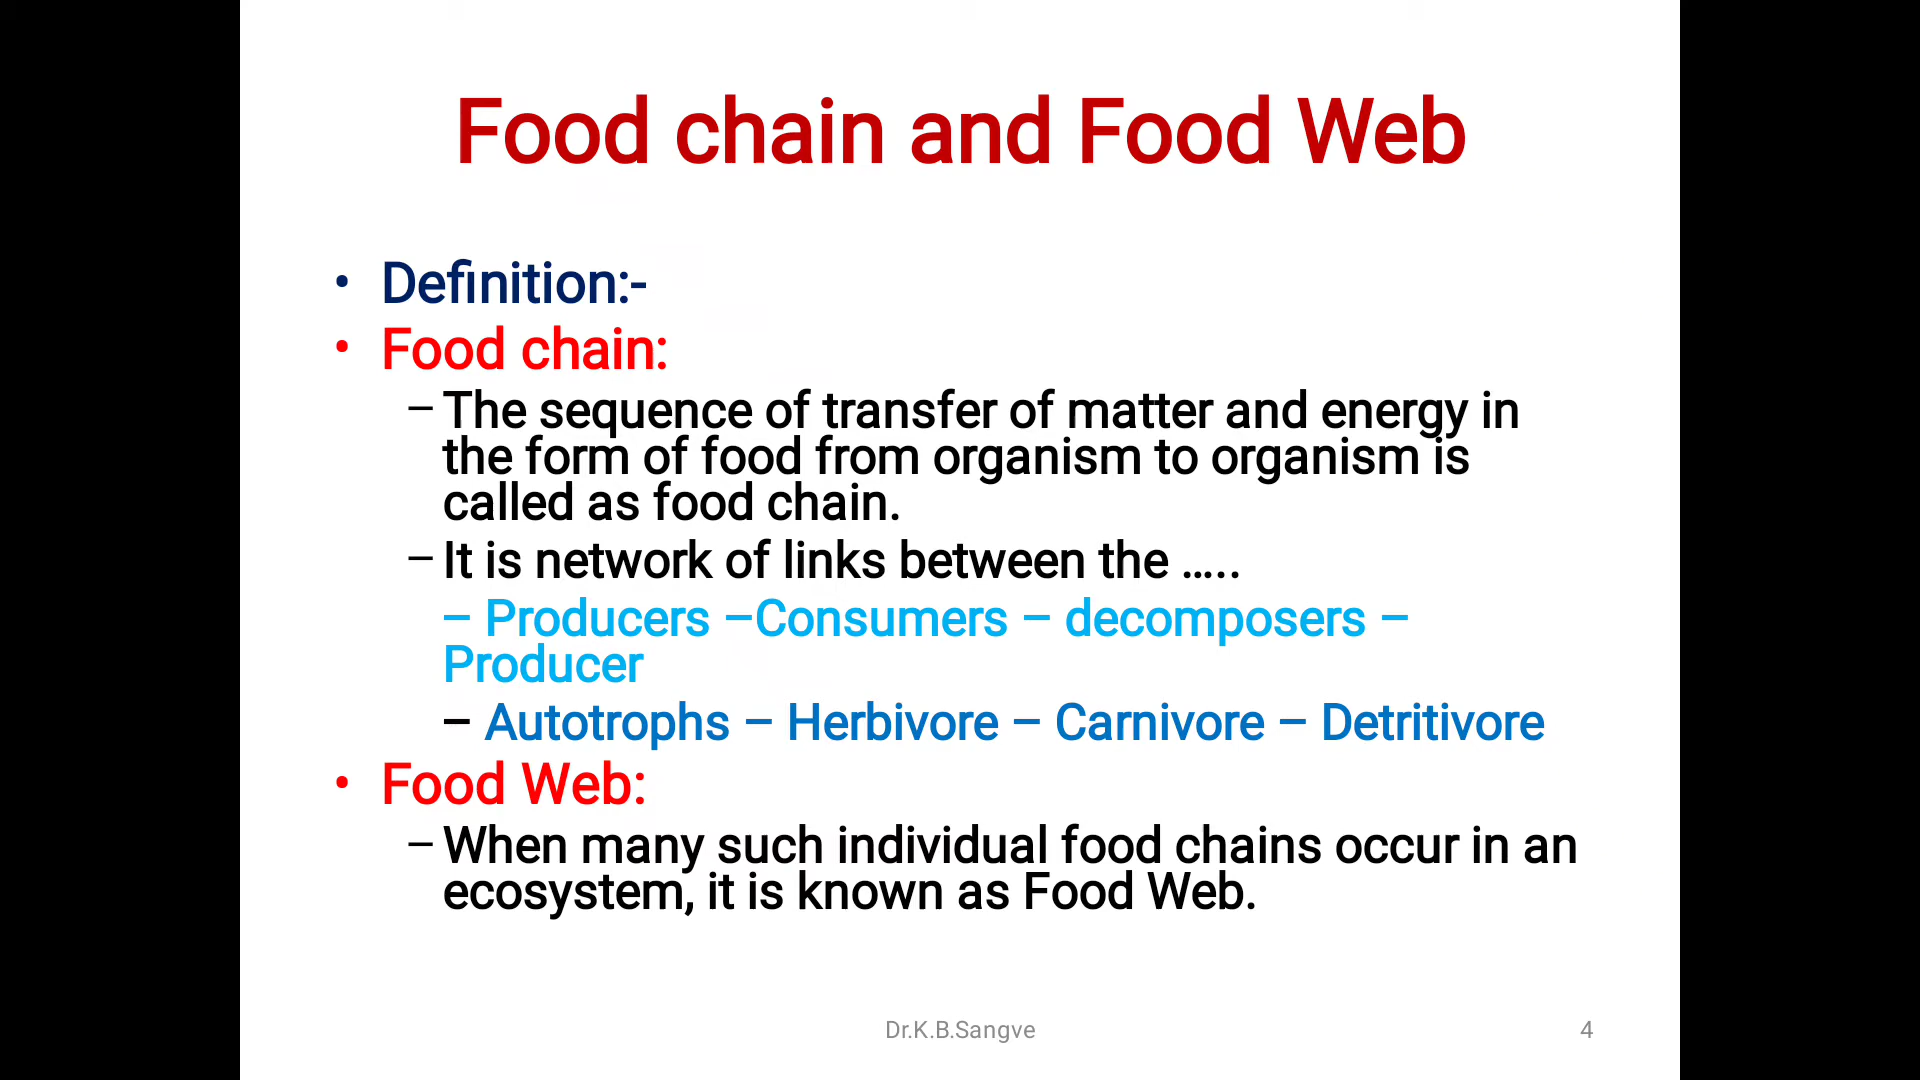 Food chain and Food Web
• Definition:-
• Food chain:
– The sequence of transfer of matter and energy in
the form of food from organism to organism is
called as food chain.
– It is network of links between the …..
– Producers –Consumers – decomposers –
Producer
– Autotrophs – Herbivore – Carnivore – Detritivore
• Food Web:
– When many such individual food chains occur in an
ecosystem, it is known as Food Web.
Dr.K.B.Sangve
4